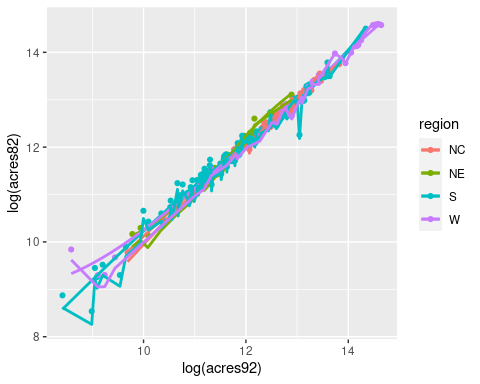 14
12
10
8
log(acres82)
10
12
14
log(acres92)
region
NC
NE
S
W